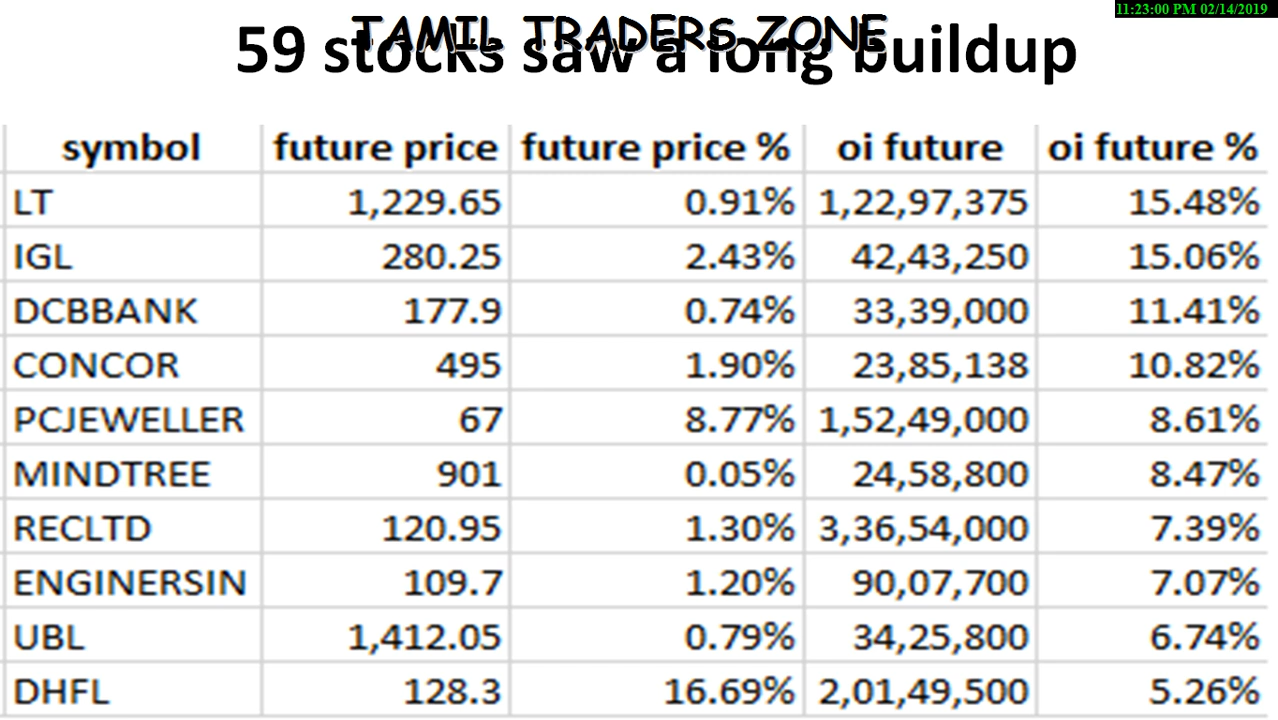 11:23:00 PM 02/14/2019
TAMIL TRADERS ZONE
59 stocks saw a long buildup
symbol future price future price % oi future oi future %
LT 1,229.65 0.91% 1,22,97,375 15.48%
IGL 280.25 2.43% 42,43,250 15.06%
DCBBANK 177.9 0.74% 33,39,000 11.41%
CONCOR 495 1.90% 23,85,138 10.82%
PCJEWELLER 67 8.77% 1,52,49,000 8.61%
MINDTREE 901 0.05% 24,58,800 8.47%
RECLTD 120.95 1.30% 3,36,54,000 7.39%
ENGINERSIN 109.7 1.20% 90,07,700 7.07%
UBL 1,412.05 0.79% 34,25,800 6.74%
DHFL 128.3 16.69% 2,01,49,500 5.26%